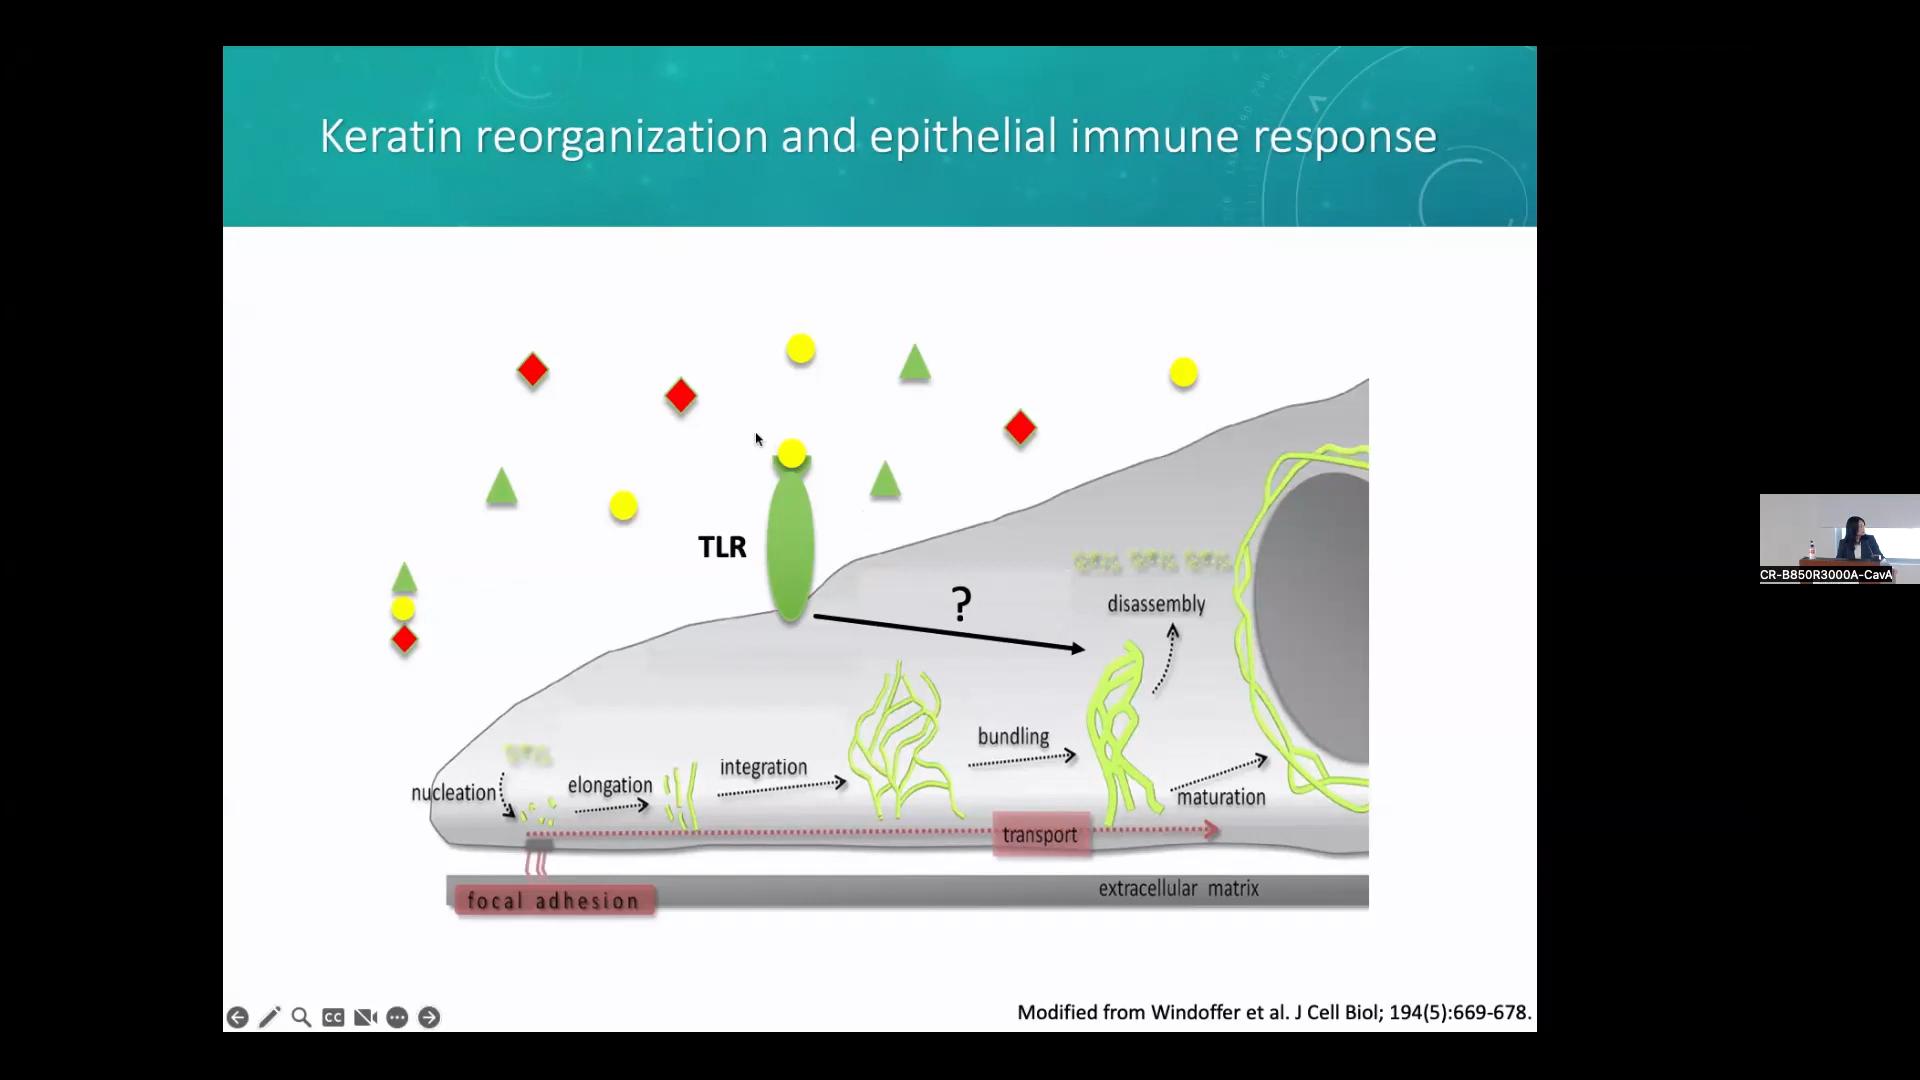 Keratin reorganization and epithelial immune response
TLR
?
disassembly
bundling
integration
elongation
nucleation
maturation
transport
extracellular matrix
focal adhesion
Modified from Windoffer et al. J Cell Biol; 194(5):669-678.
CC
CR-B850R3000A-CavA